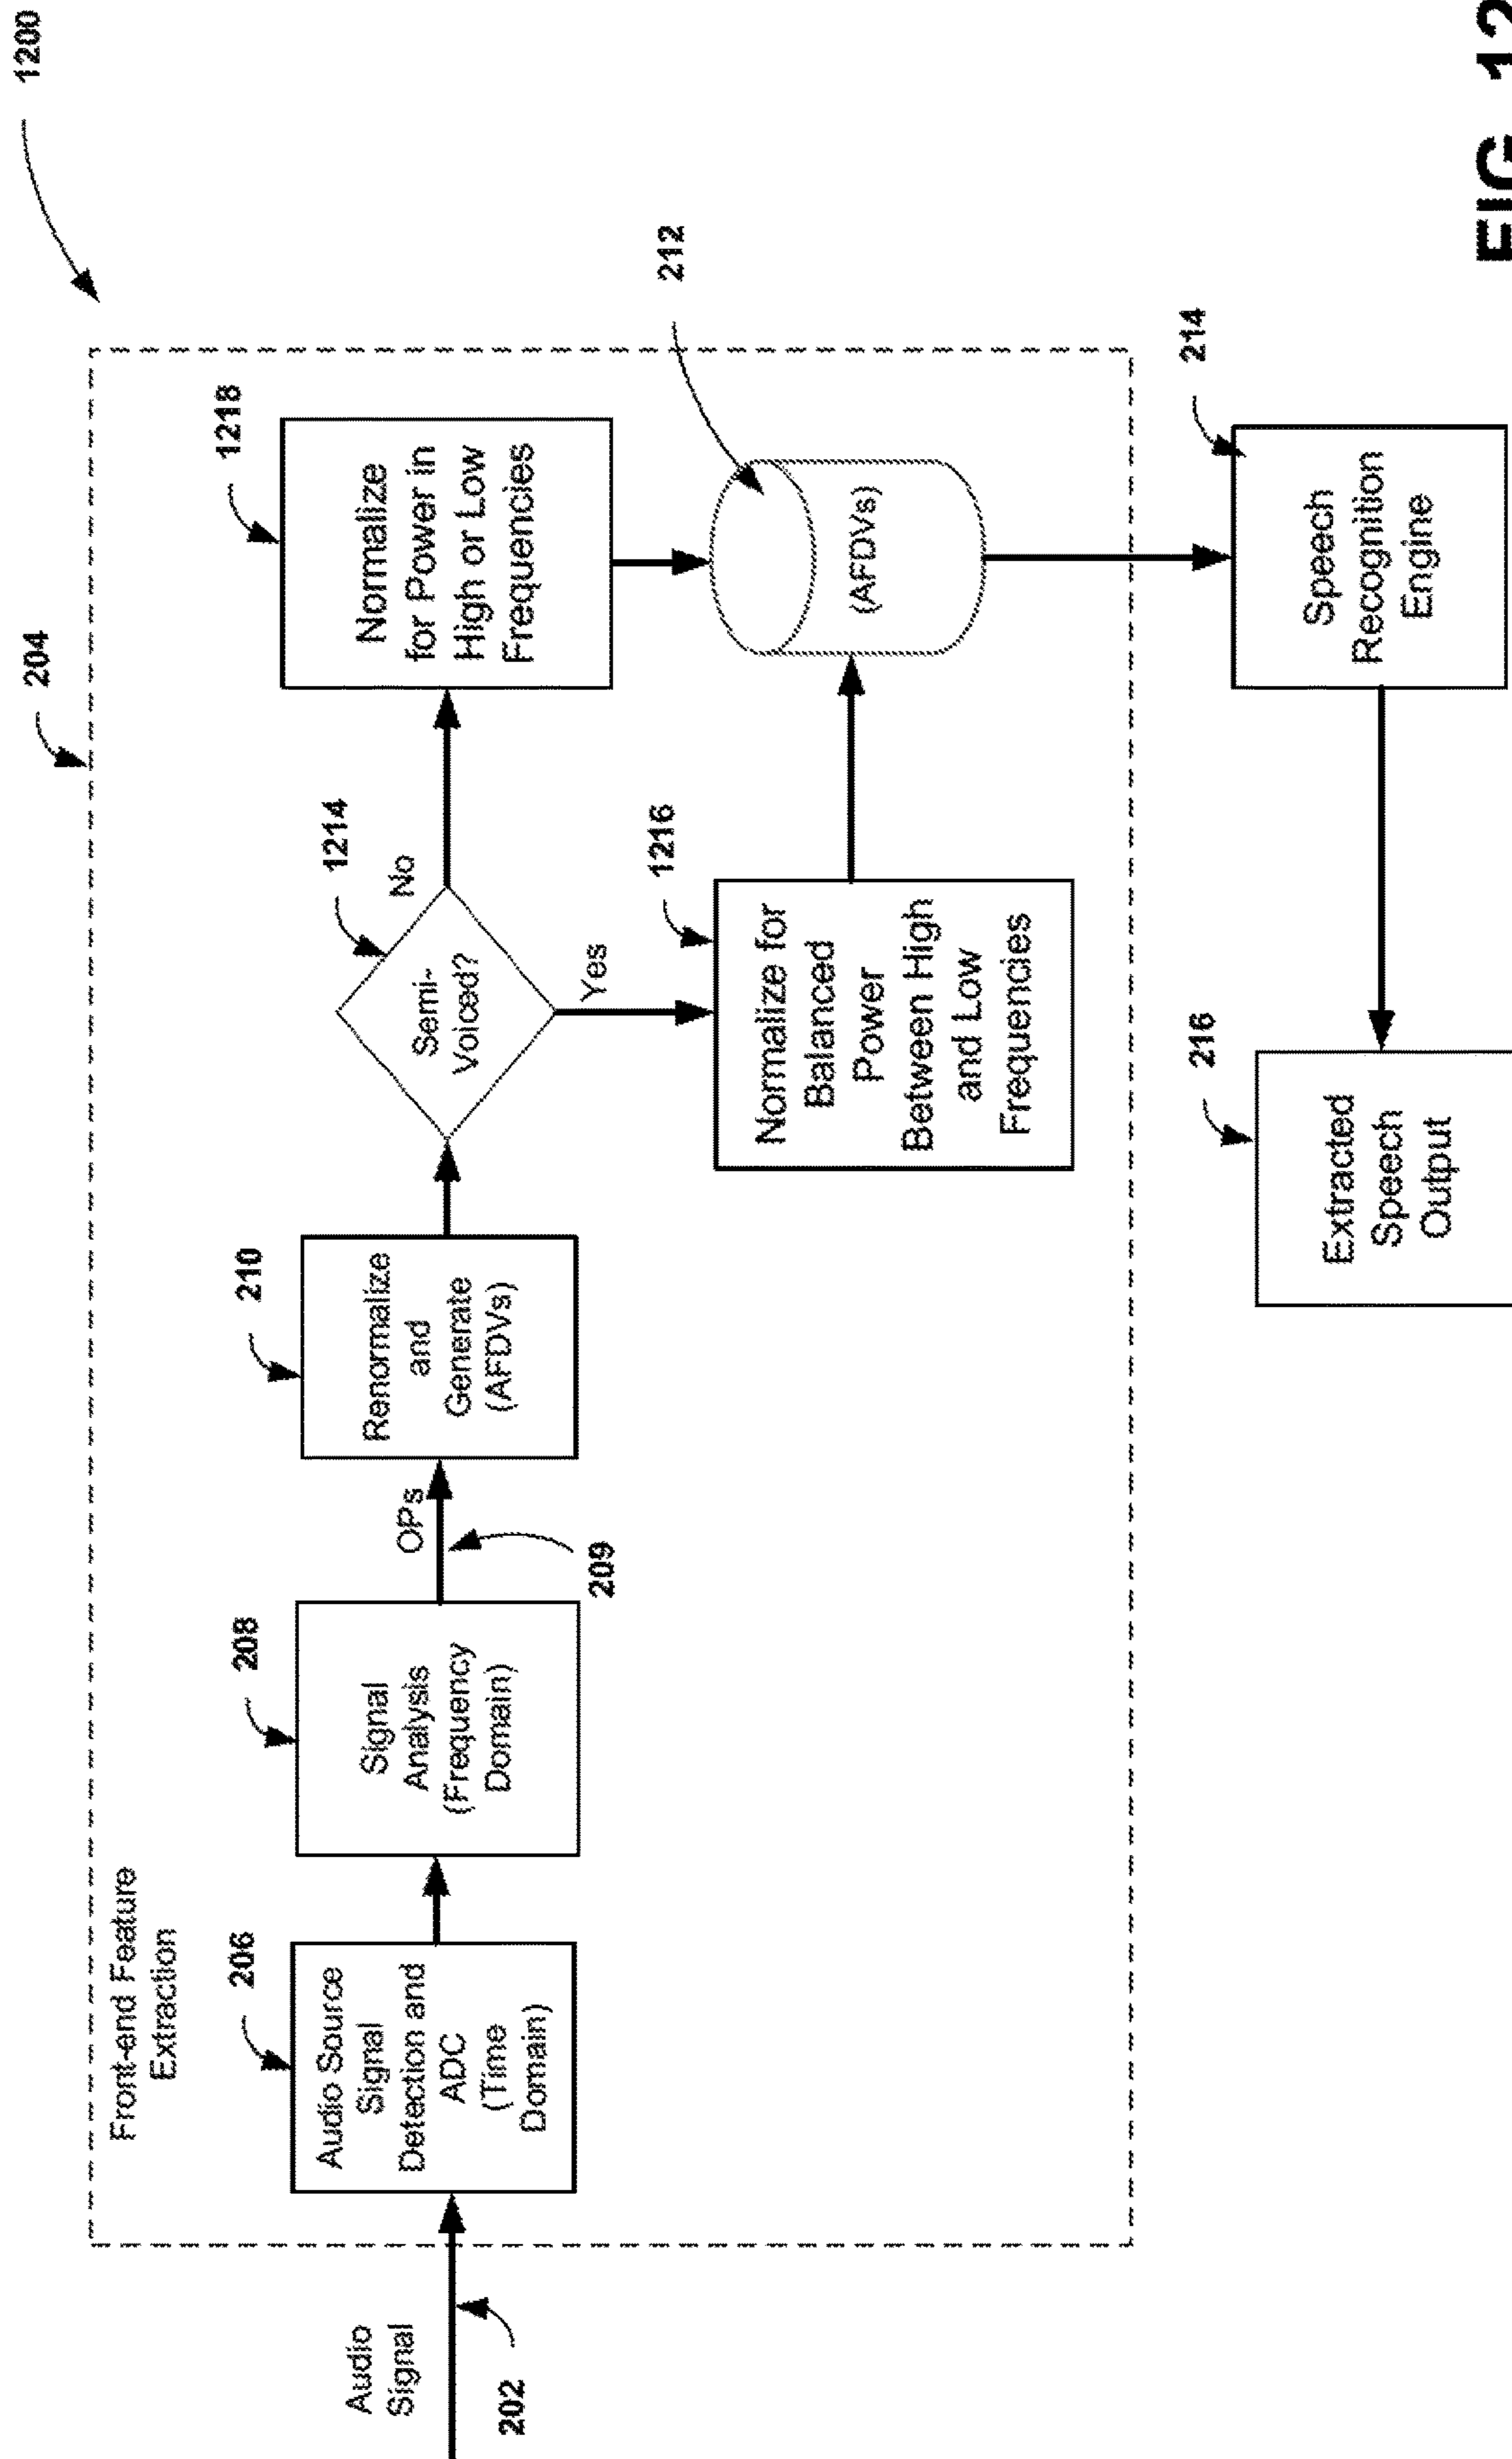 1200
204
Front-end Feature
Extraction
Audio
Signal
202
206
Audio Source
Signal
Detection and
ADC
(Time
Domain)
208
Signal
Analysis
(Frequency
Domain)
OPs
209
210
Renormalize
and
Generate
(AFDVs)
1214
Semi-
Voiced?
No
Yes
1218
Normalize
for Power in
High or Low
Frequencies
1216
Normalize for
Balanced
Power
Between High
and Low
Frequencies
212
(AFDVs)
214
Speech
Recognition
Engine
216
Extracted
Speech
Output
FIG. 12